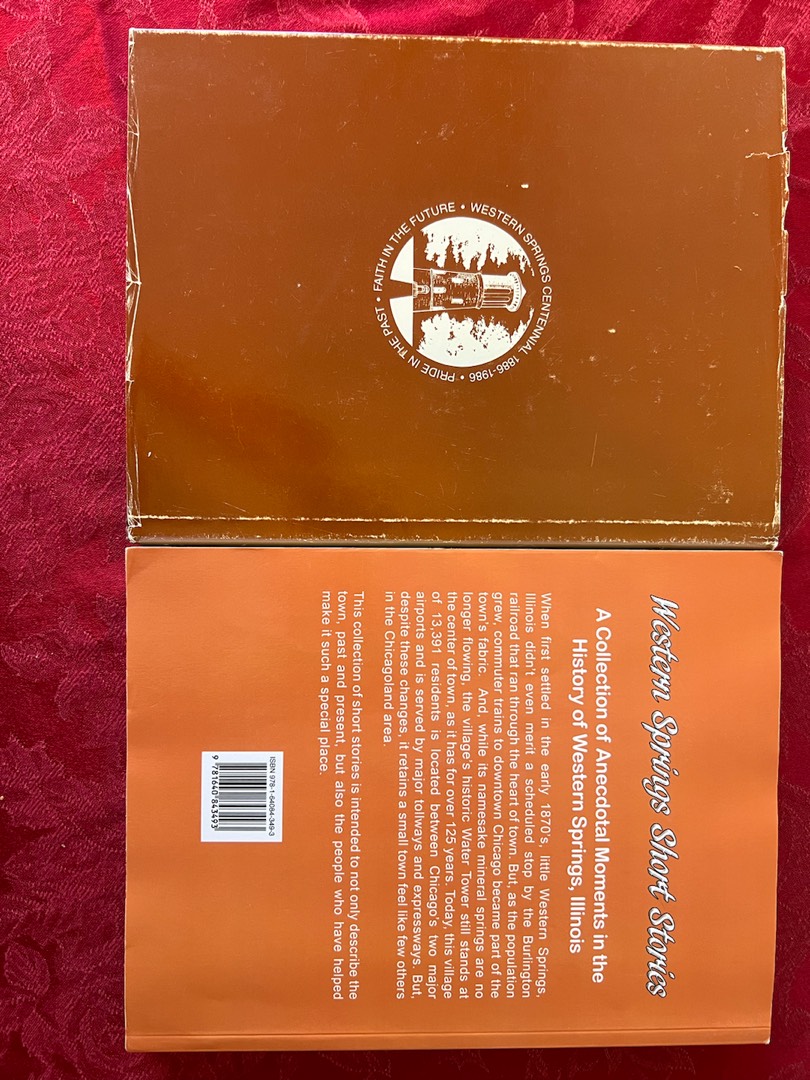 WESTERN SPRINGS CENTENNIAL 1886-1986 • PRIDE IN THE PAST • FAITH IN THE FUTURE •
Western Springs Short Stories
A Collection of Anecdotal Moments in the
History of Western Springs, Illinois
When first settled in the early 1870's, little Western Springs,
Illinois didn't even merit a scheduled stop by the Burlington
railroad that ran through the heart of town. But, as the population
grew, commuter trains to downtown Chicago became part of the
town's fabric. And, while its namesake mineral springs are no
longer flowing, the village's historic Water Tower still stands at
the center of town, as it has for over 125 years. Today, this village
of 13,391 residents is located between Chicago's two major
airports and is served by major tollways and expressways. But,
despite these changes, it retains a small town feel like few others
in the Chicagoland area.
This collection of short stories is intended to not only describe the
town, past and present, but also the people who have helped
make it such a special place.
ISBN 978-1-64084-349-3
9 781640 843493